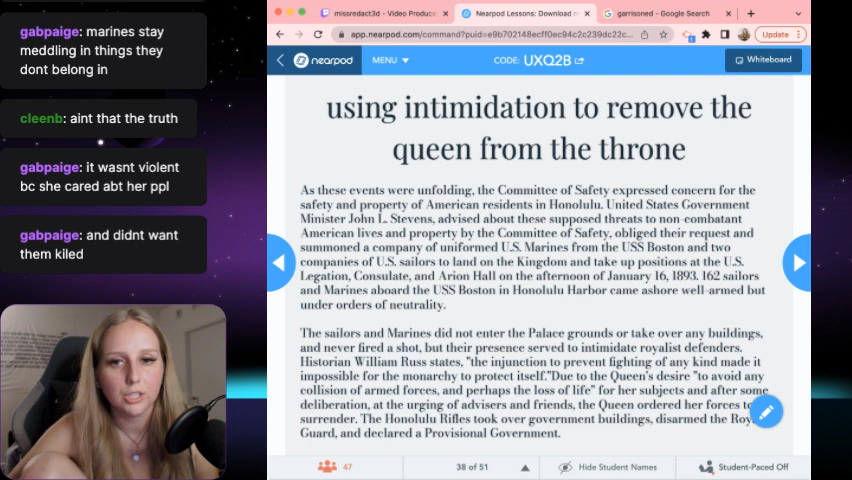 gabpaige: marines stay
meddling in things they
dont belong in
cleenb: aint that the truth
gabpaige: it wasnt violent
bc she cared abt her ppl
gabpaige: and didnt want
them kiled
missredact3d - Video Produce
Nearpod Lessons: Download r
garrisoned - Google Search
app.nearpod.com/command?puid=e9b702148ecff0ec94c2c239dc22c...
Update
nearpod
MENU
CODE: UXQ2B
Whiteboard
using intimidation to remove the
queen from the throne
As these events were unfolding, the Committee of Safety expressed concern for the
safety and property of American residents in Honolulu. United States Government
Minister John L. Stevens, advised about these supposed threats to non-combatant
American lives and property by the Committee of Safety, obliged their request and
summoned a company of uniformed U.S. Marines from the USS Boston and two
companies of U.S. sailors to land on the Kingdom and take up positions at the U.S.
Legation, Consulate, and Arion Hall on the afternoon of January 16, 1893. 162 sailors
and Marines aboard the USS Boston in Honolulu Harbor came ashore well-armed but
under orders of neutrality.
The sailors and Marines did not enter the Palace grounds or take over any buildings,
and never fired a shot, but their presence served to intimidate royalist defenders.
Historian William Russ states, "the injunction to prevent fighting of any kind made it
impossible for the monarchy to protect itself."Due to the Queen's desire "to avoid any
collision of armed forces, and perhaps the loss of life" for her subjects and after some
deliberation, at the urging of advisers and friends, the Queen ordered her forces to
surrender. The Honolulu Rifles took over government buildings, disarmed the Roy
Guard, and declared a Provisional Government.
47
38 of 51
Hide Student Names
Student-Paced Off